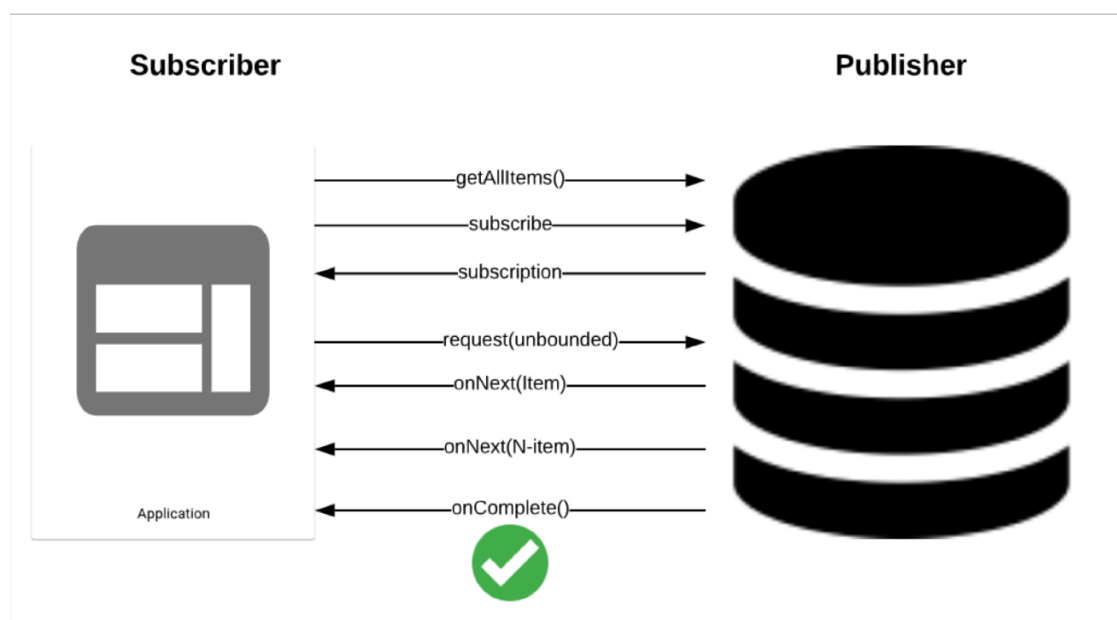 Subscriber
Publisher
getAllItems()
subscribe
subscription
request(unbounded)
onNext(Item)
onNext(N-item)
onComplete()
Application